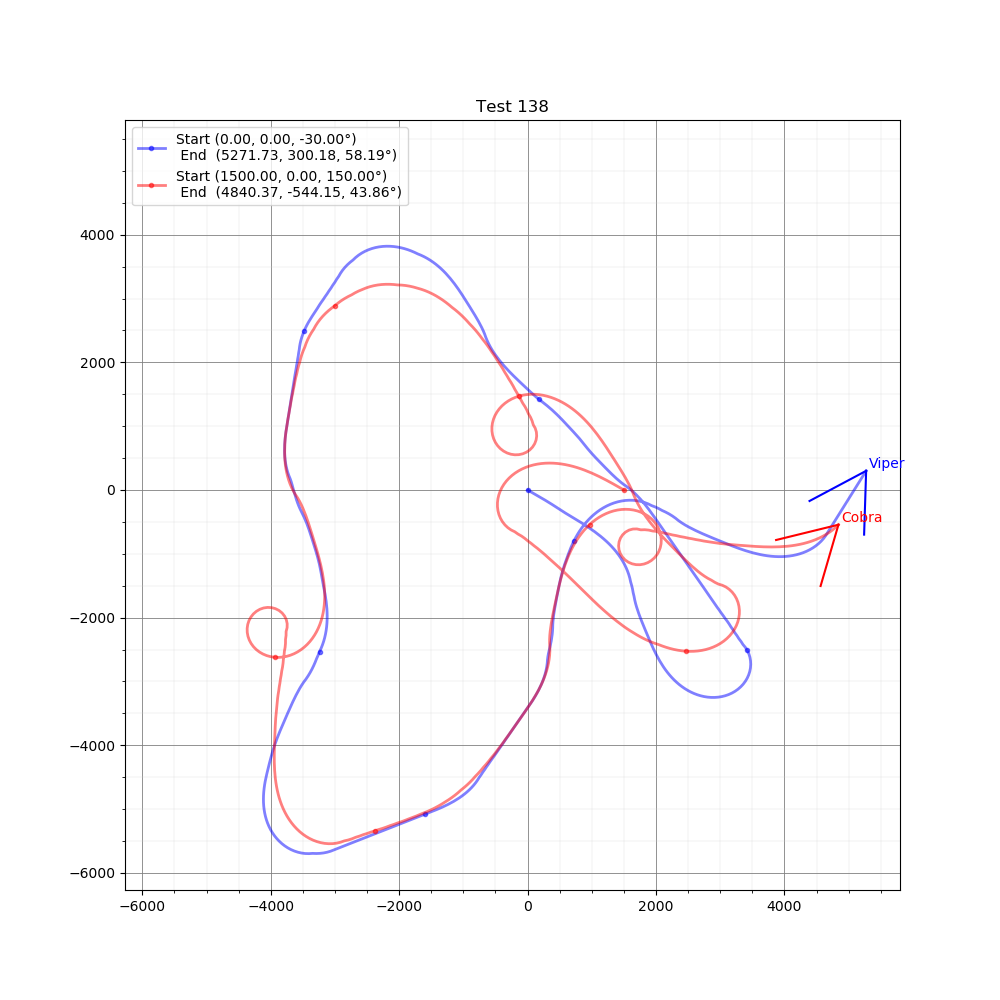 Test 138
Start (0.00, 0.00, -30.00°)
End (5271.73, 300.18, 58.19°)
Start (1500.00, 0.00, 150.00°)
End (4840.37, -544.15, 43.86°)
Viper
Cobra
4000
2000
0
−2000
−4000
−6000
−6000 −4000 −2000 0 2000 4000